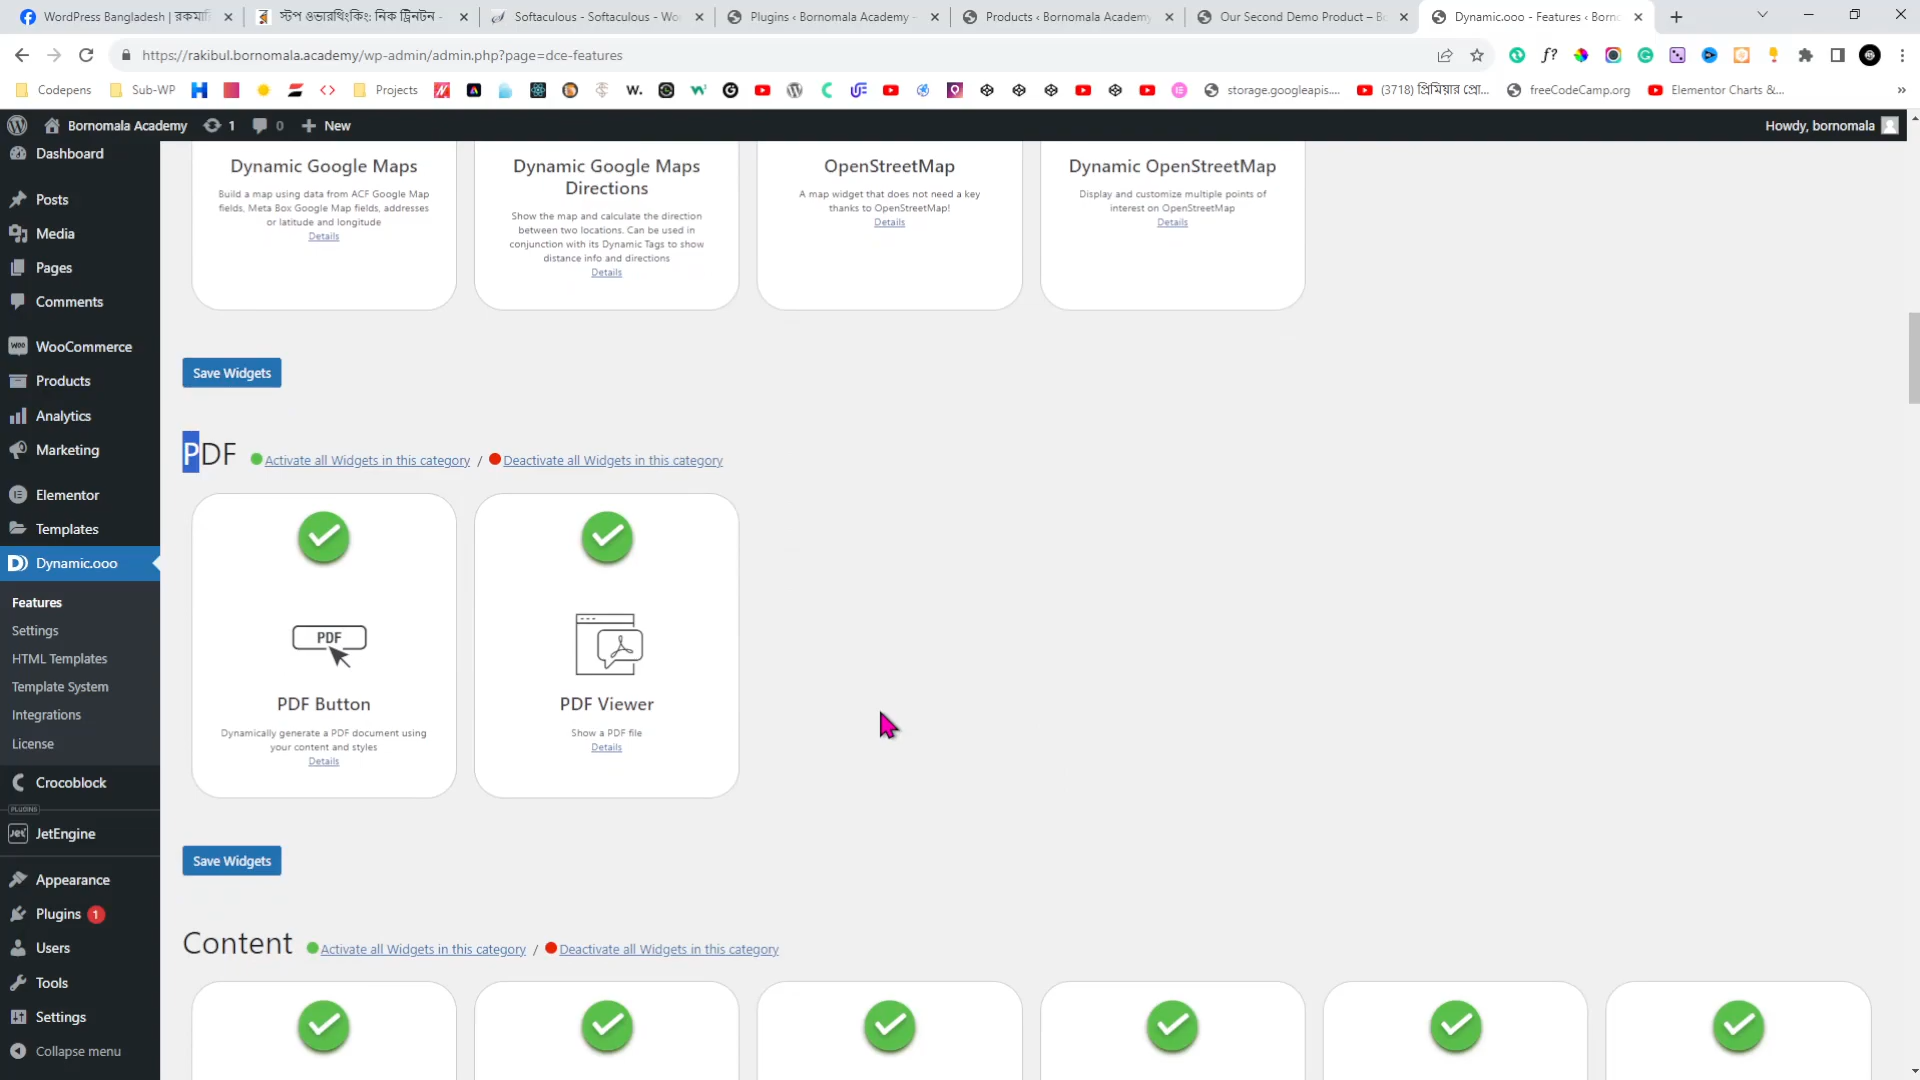 WordPress Bangladesh | রকমারি
স্টপ ওভারথিংকিং: নিক ট্রিনটন -
Softaculous - Softaculous - Wo
Plugins ‹ Bornomala Academy -
Products ‹ Bornomala Academy
Our Second Demo Product – Bo
Dynamic.ooo - Features ‹ Borno
https://rakibul.bornomala.academy/wp-admin/admin.php?page=dce-features
Codepens
Sub-WP
Projects
storage.googleapis....
(3718) প্রিমিয়ার প্রো...
freeCodeCamp.org
Elementor Charts &...
Bornomala Academy
1
0
New
Howdy, bornomala
Dashboard
Posts
Media
Pages
Comments
WooCommerce
Products
Analytics
Marketing
Elementor
Templates
Dynamic.ooo
Features
Settings
HTML Templates
Template System
Integrations
License
Crocoblock
PLUGINS
JetEngine
Appearance
Plugins 1
Users
Tools
Settings
Collapse menu
Dynamic Google Maps
Build a map using data from ACF Google Map
fields, Meta Box Google Map fields, addresses
or latitude and longitude
Details
Dynamic Google Maps
Directions
Show the map and calculate the direction
between two locations. Can be used in
conjunction with its Dynamic Tags to show
distance info and directions
Details
OpenStreetMap
A map widget that does not need a key
thanks to OpenStreetMap!
Details
Dynamic OpenStreetMap
Display and customize multiple points of
interest on OpenStreetMap
Details
Save Widgets
PDF Activate all Widgets in this category / Deactivate all Widgets in this category
PDF
PDF Button
Dynamically generate a PDF document using
your content and styles
Details
PDF Viewer
Show a PDF file
Details
Save Widgets
Content Activate all Widgets in this category / Deactivate all Widgets in this category